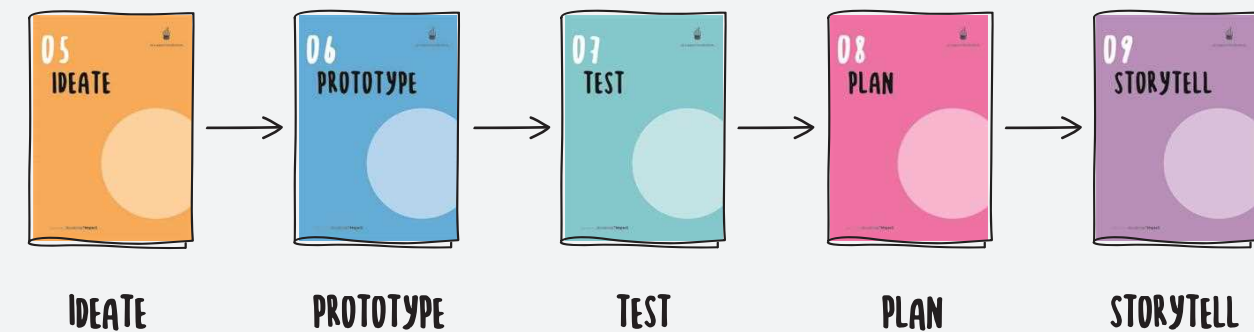 05
IDEATE
06
PROTOTYPE
07
TEST
08
PLAN
09
STORYTELL
IDEATE
PROTOTYPE
TEST
PLAN
STORYTELL